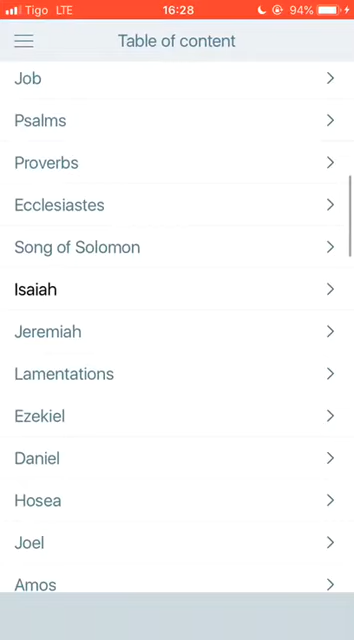 Tigo LTE 16:28 94%
Table of content
Job
Psalms
Proverbs
Ecclesiastes
Song of Solomon
Isaiah
Jeremiah
Lamentations
Ezekiel
Daniel
Hosea
Joel
Amos